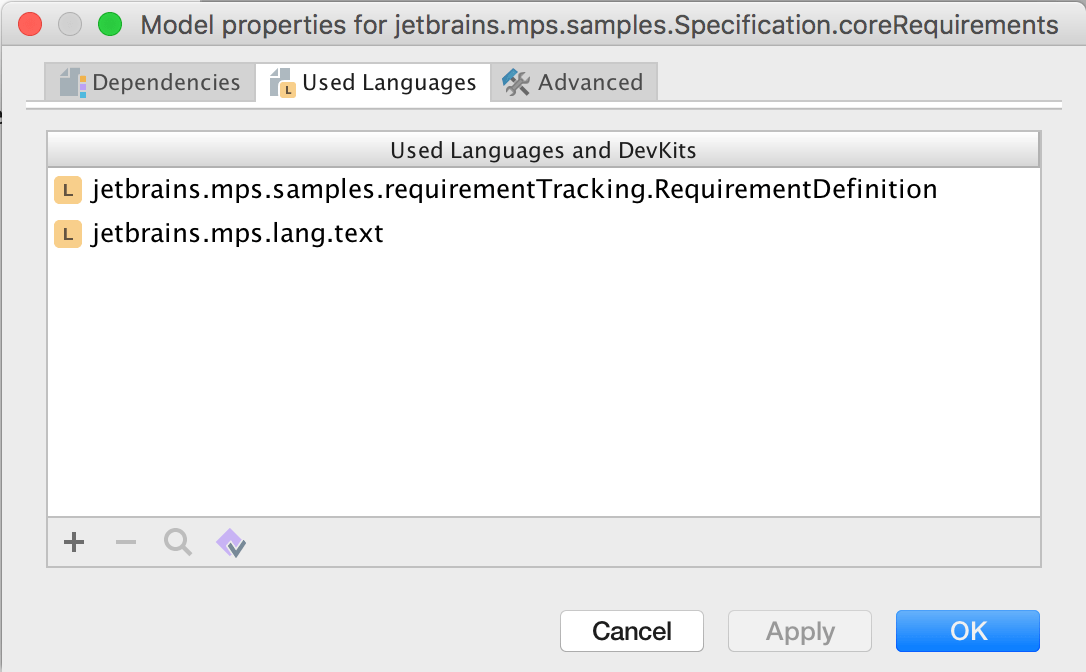 Model properties for jetbrains.mps.samples.Specification.coreRequirements
Dependencies
Used Languages
Advanced
Used Languages and DevKits
L jetbrains.mps.samples.requirementTracking.RequirementDefinition
L jetbrains.mps.lang.text
Cancel
Apply
OK